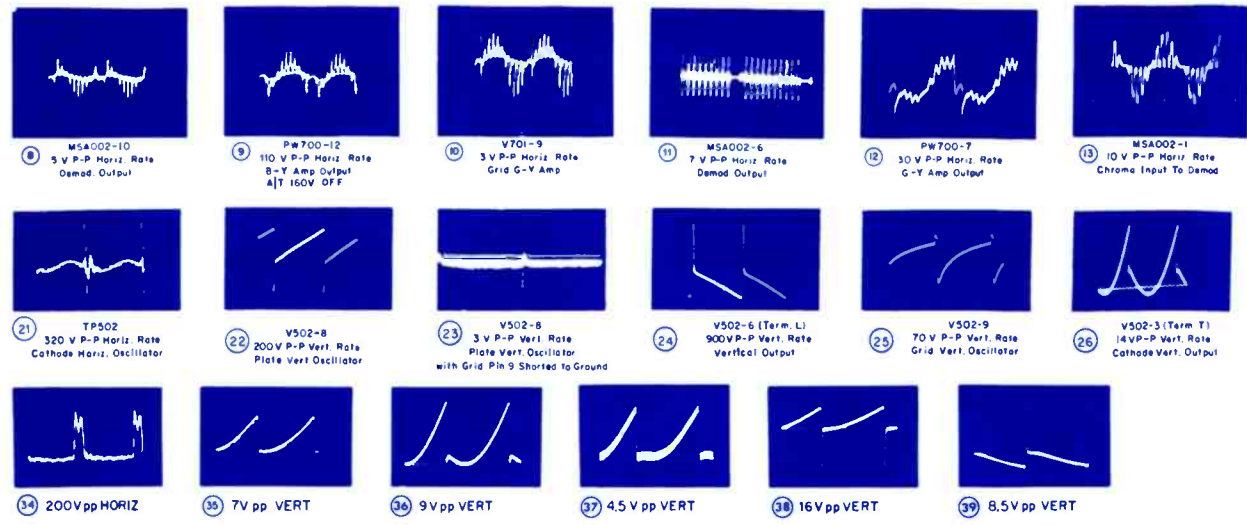 8 MSA002-10
5 V P-P Horiz. Rate
Demod. Output
9 PW700-12
110 V P-P Horiz Rate
B-Y Amp Output
A|T 160V OFF
10 V701-9
3 V P-P Horiz Rate
Grid G-Y Amp
11 MSA002-6
7 V P-P Horiz. Rate
Demod Output
12 PW700-7
30 V P-P Horiz. Rate
G-Y Amp Output
13 MSA002-1
10 V P-P Horiz Rate
Chroma Input To Demod
21 TP502
320 V P-P Horiz. Rate
Cathode Horiz. Oscillator
22 V502-8
200 V P-P Vert. Rate
Plate Vert Oscillator
23 V502-8
3 V P-P Vert. Rate
Plate Vert. Oscillator
with Grid Pin 9 Shorted To Ground
24 V502-6 (Term. L)
900 V P-P Vert. Rate
Vertical Output
25 V502-9
70 V P-P Vert. Rate
Grid Vert. Oscillator
26 V502-3 (Term T)
14 V P-P Vert. Rate
Cathode Vert. Output
34 200V pp HORIZ
35 7V pp VERT
36 9V pp VERT
37 4.5V pp VERT
38 16V pp VERT
39 8.5V pp VERT